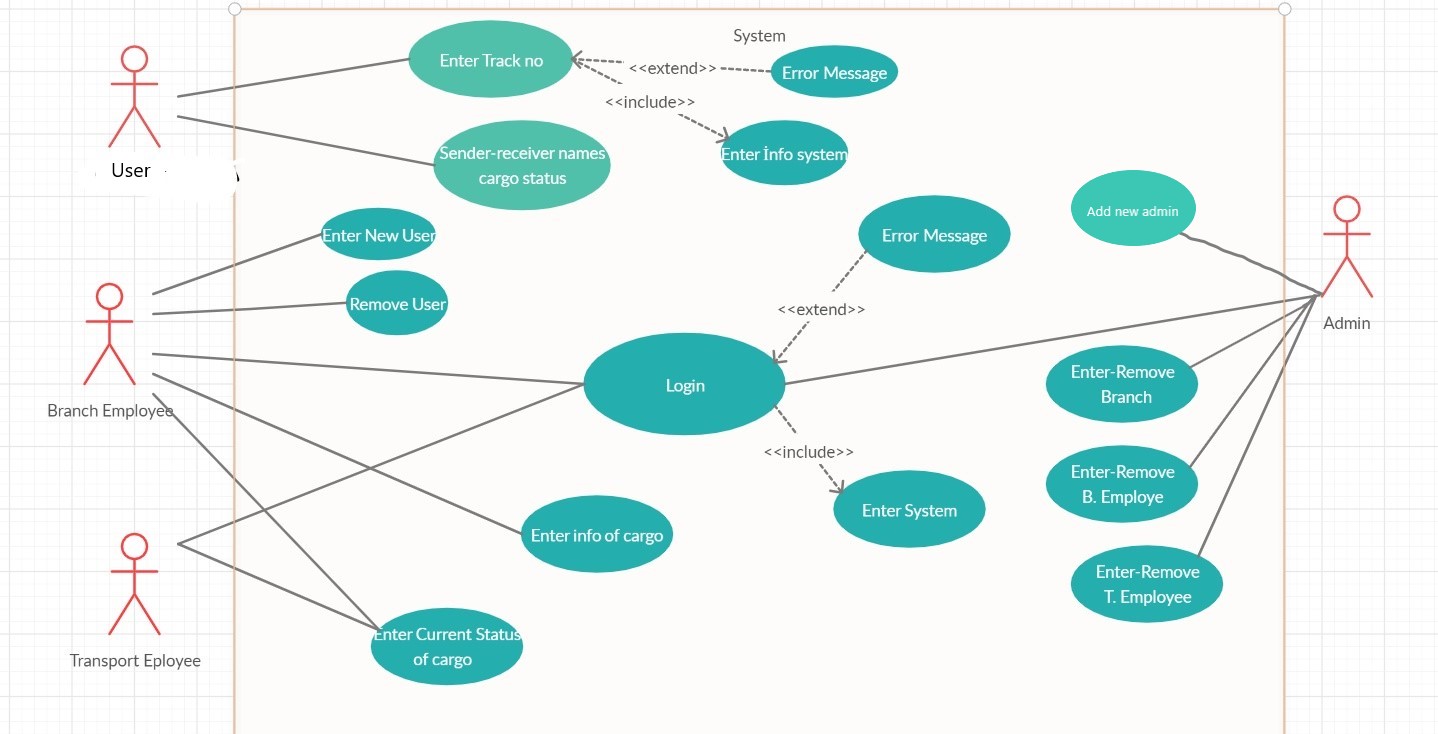 System
Enter Track no
<<extend>>
Error Message
<<include>>
Enter İnfo system
Sender-receiver names
cargo status
User
Enter New User
Error Message
Add new admin
Remove User
<<extend>>
Admin
Branch Employee
Login
Enter-Remove
Branch
<<include>>
Enter-Remove
B. Employe
Enter System
Enter info of cargo
Enter-Remove
T. Employee
Enter Current Status
of cargo
Transport Eployee